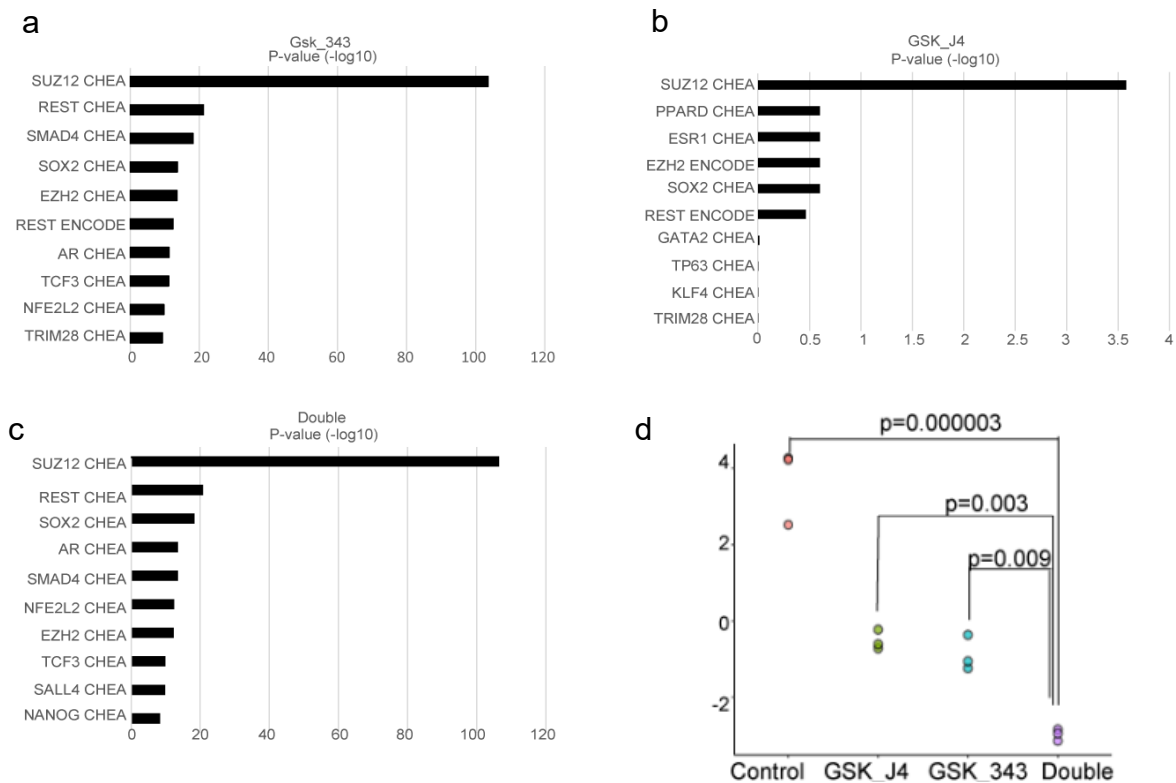 a
Gsk_343
P-value (-log10)
SUZ12 CHEA
REST CHEA
SMAD4 CHEA
SOX2 CHEA
EZH2 CHEA
REST ENCODE
AR CHEA
TCF3 CHEA
NFE2L2 CHEA
TRIM28 CHEA
0 20 40 60 80 100 120
b
GSK_J4
P-value (-log10)
SUZ12 CHEA
PPARD CHEA
ESR1 CHEA
EZH2 ENCODE
SOX2 CHEA
REST ENCODE
GATA2 CHEA
TP63 CHEA
KLF4 CHEA
TRIM28 CHEA
0 0.5 1 1.5 2 2.5 3 3.5 4
c
Double
P-value (-log10)
SUZ12 CHEA
REST CHEA
SOX2 CHEA
AR CHEA
SMAD4 CHEA
NFE2L2 CHEA
EZH2 CHEA
TCF3 CHEA
SALL4 CHEA
NANOG CHEA
0 20 40 60 80 100 120
d
p=0.000003
4
p=0.003
2
p=0.009
0
-2
Control GSK_J4 GSK_343 Double